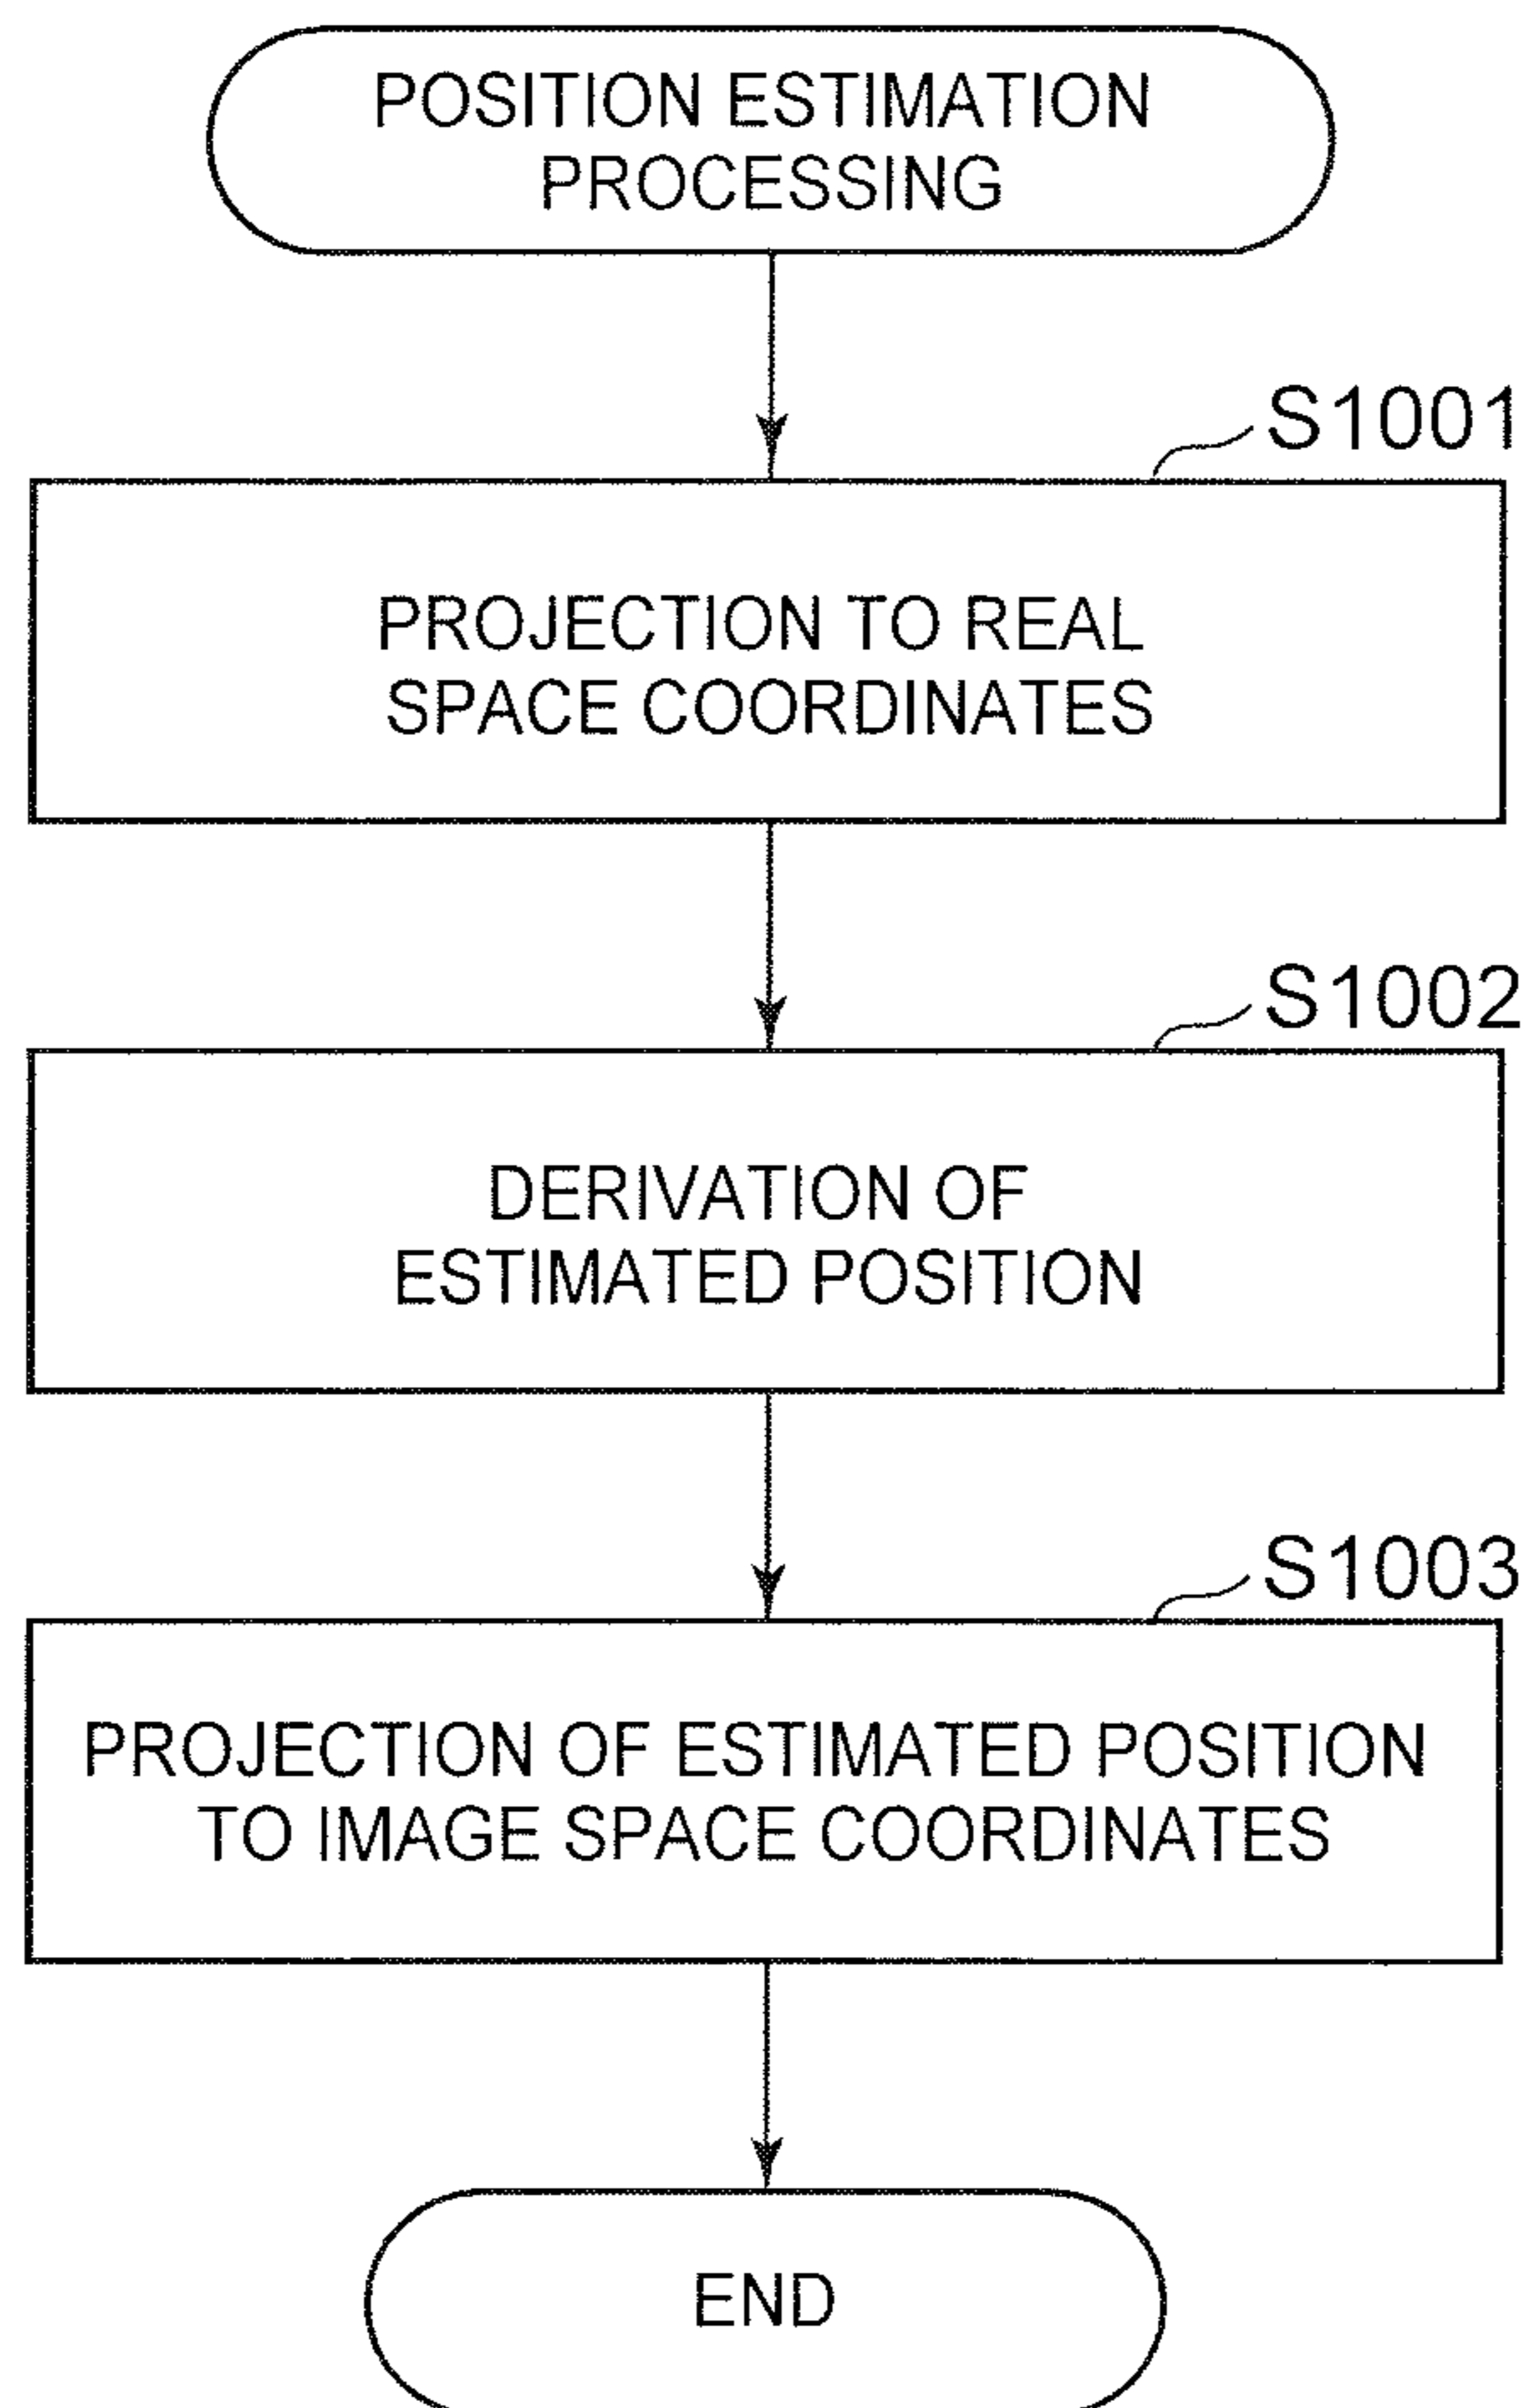 POSITION ESTIMATION
PROCESSING
S1001
PROJECTION TO REAL
SPACE COORDINATES
S1002
DERIVATION OF
ESTIMATED POSITION
S1003
PROJECTION OF ESTIMATED POSITION
TO IMAGE SPACE COORDINATES
END